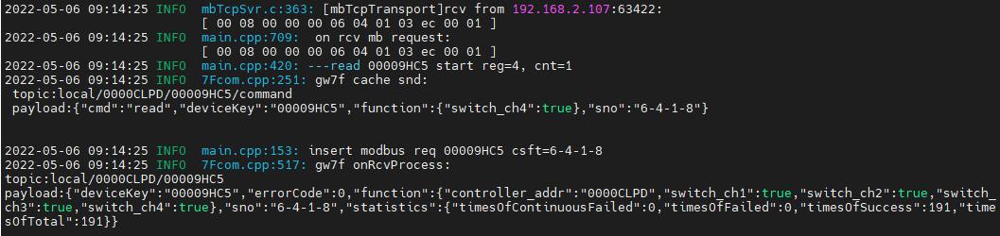 2022-05-06 09:14:25 INFO  mbTcpSvr.c:363: [mbTcpTransport]rcv from 192.168.2.107:63422:
[ 00 08 00 00 00 06 04 01 03 ec 00 01 ]
2022-05-06 09:14:25 INFO  main.cpp:709:  on rcv mb request:
[ 00 08 00 00 00 06 04 01 03 ec 00 01 ]
2022-05-06 09:14:25 INFO  main.cpp:420: ---read 00009HC5 start reg=4, cnt=1
2022-05-06 09:14:25 INFO  7Fcom.cpp:251: gw7f cache snd:
topic:local/0000CLPD/00009HC5/command
payload:{"cmd":"read","deviceKey":"00009HC5","function":{"switch_ch4":true},"sno":"6-4-1-8"}
2022-05-06 09:14:25 INFO  main.cpp:153: insert modbus req 00009HC5 csft=6-4-1-8
2022-05-06 09:14:25 INFO  7Fcom.cpp:517: gw7f onRcvProcess:
topic:local/0000CLPD/00009HC5
payload:{"deviceKey":"00009HC5","errorCode":0,"function":{"controller_addr":"0000CLPD","switch_ch1":true,"switch_ch2":true,"switch_
ch3":true,"switch_ch4":true},"sno":"6-4-1-8","statistics":{"timesOfContinuousFailed":0,"timesOfFailed":0,"timesOfSuccess":191,"tim
esOfTotal":191}}